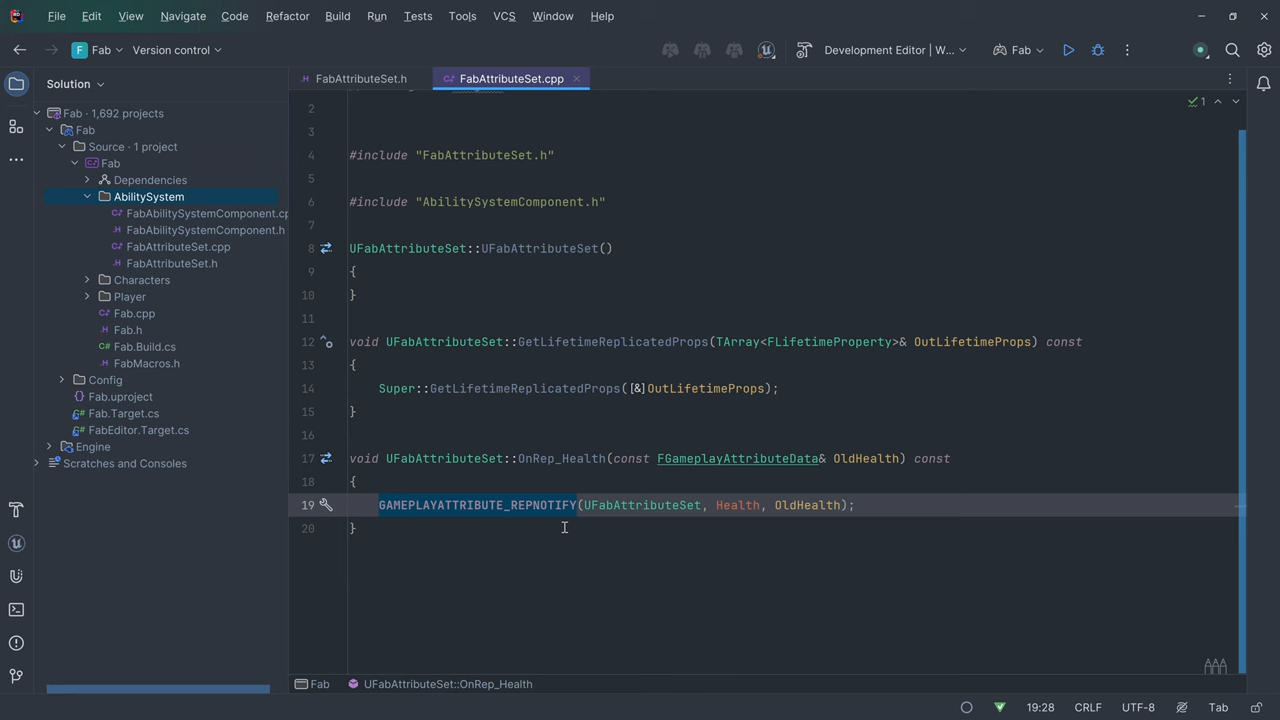 File Edit View Navigate Code Refactor Build Run Tests Tools VCS Window Help
F Fab Version control Development Editor | W... Fab
Solution
FabAttributeSet.h FabAttributeSet.cpp
Fab · 1,692 projects
Fab
Source · 1 project
Fab
Dependencies
AbilitySystem
FabAbilitySystemComponent.cp
FabAbilitySystemComponent.h
FabAttributeSet.cpp
FabAttributeSet.h
Characters
Player
Fab.cpp
Fab.h
Fab.Build.cs
FabMacros.h
Config
Fab.uproject
Fab.Target.cs
FabEditor.Target.cs
Engine
Scratches and Consoles
1
2
3
4 #include "FabAttributeSet.h"
5
6 #include "AbilitySystemComponent.h"
7
8 UFabAttributeSet::UFabAttributeSet()
9 {
10 }
11
12 void UFabAttributeSet::GetLifetimeReplicatedProps(TArray<FLifetimeProperty>& OutLifetimeProps) const
13 {
14 Super::GetLifetimeReplicatedProps([&]OutLifetimeProps);
15 }
16
17 void UFabAttributeSet::OnRep_Health(const FGameplayAttributeData& OldHealth) const
18 {
19 GAMEPLAYATTRIBUTE_REPNOTIFY(UFabAttributeSet, Health, OldHealth);
20 }
Fab UFabAttributeSet::OnRep_Health
19:28 CRLF UTF-8 Tab